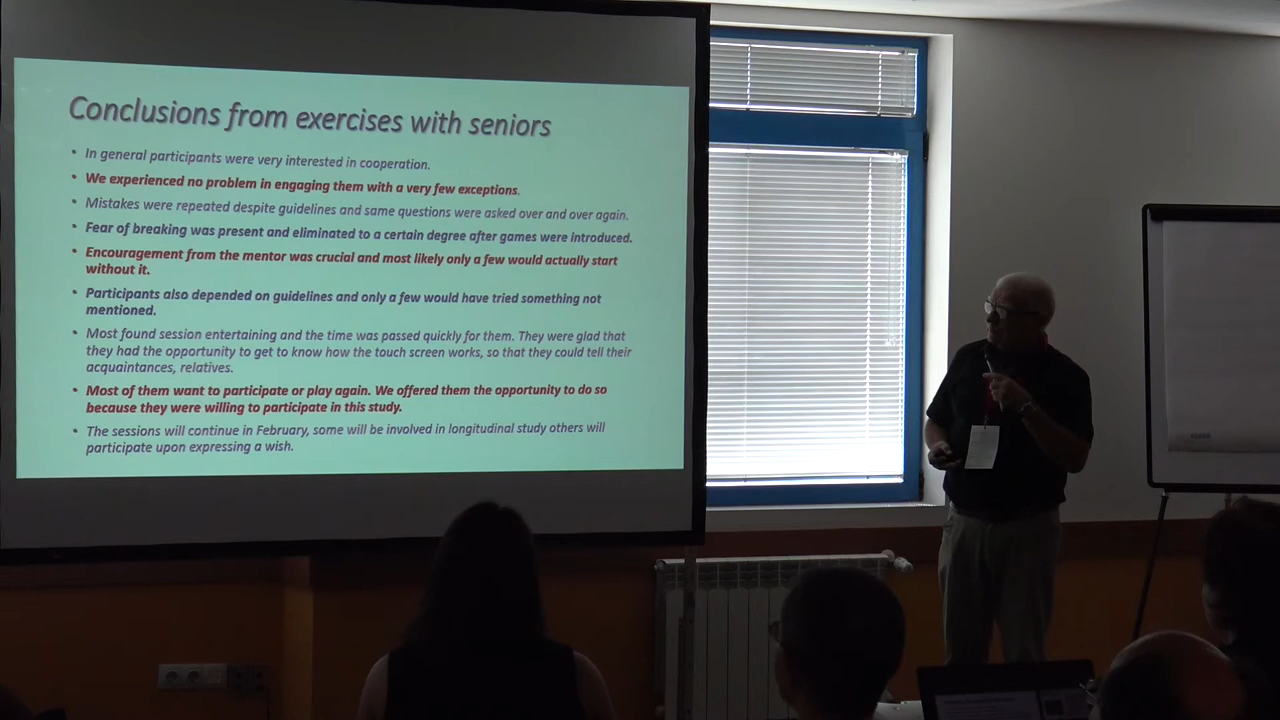 Conclusions from exercises with seniors
• In general participants were very interested in cooperation.
• We experienced no problem in engaging them with a very few exceptions.
• Mistakes were repeated despite guidelines and same questions were asked over and over again.
• Fear of breaking was present and eliminated to a certain degree after games were introduced.
• Encouragement from the mentor was crucial and most likely only a few would actually start
without it.
• Participants also depended on guidelines and only a few would have tried something not
mentioned.
• Most found session entertaining and the time was passed quickly for them. They were glad that
they had the opportunity to get to know how the touch screen works, so that they could tell their
acquaintances, relatives.
• Most of them want to participate or play again. We offered them the opportunity to do so
because they were willing to participate in this study.
• The sessions will continue in February, some will be involved in longitudinal study others will
participate upon expressing a wish.